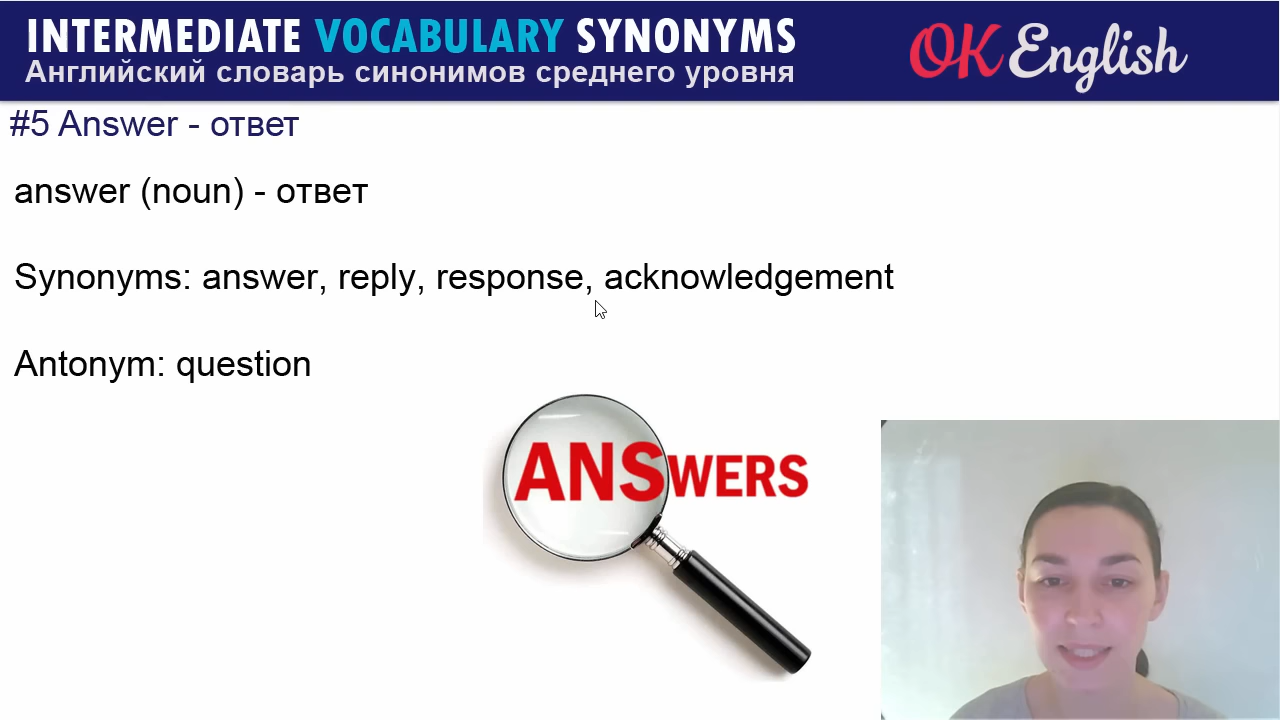 INTERMEDIATE VOCABULARY SYNONYMS
Английский словарь синонимов среднего уровня
OK English
#5 Answer - ответ
answer (noun) - ответ
Synonyms: answer, reply, response, acknowledgement
Antonym: question
ANSWERS